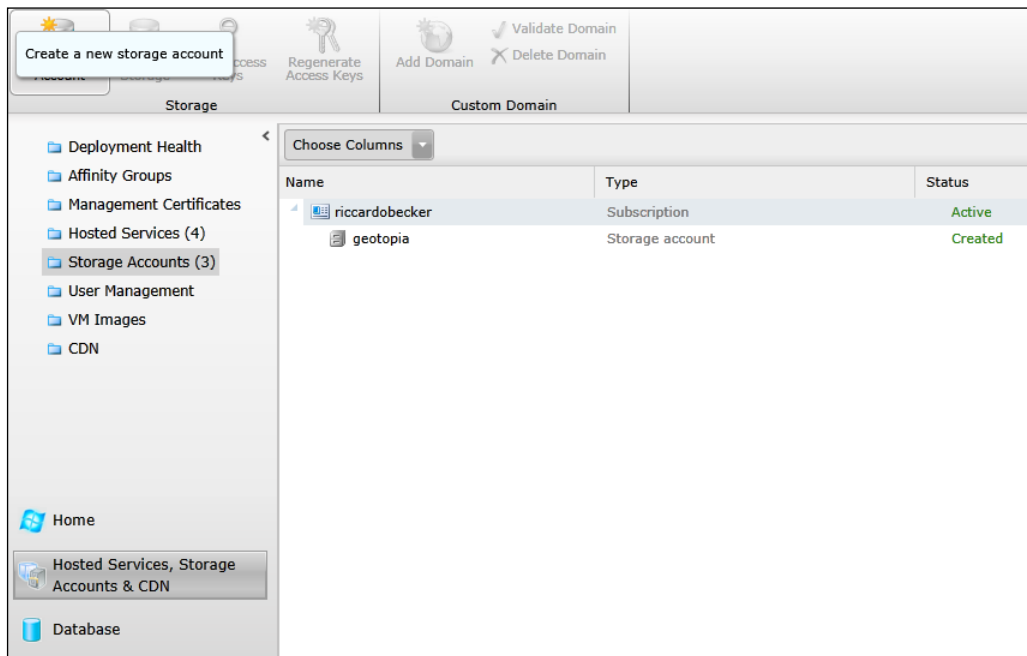 Create a new storage account
Regenerate
Access Keys
Add Domain
Validate Domain
Delete Domain
Storage
Custom Domain
Deployment Health
Affinity Groups
Management Certificates
Hosted Services (4)
Storage Accounts (3)
User Management
VM Images
CDN
Home
Hosted Services, Storage
Accounts & CDN
Database
Choose Columns
Name
Type
Status
riccardobecker
Subscription
Active
geotopia
Storage account
Created